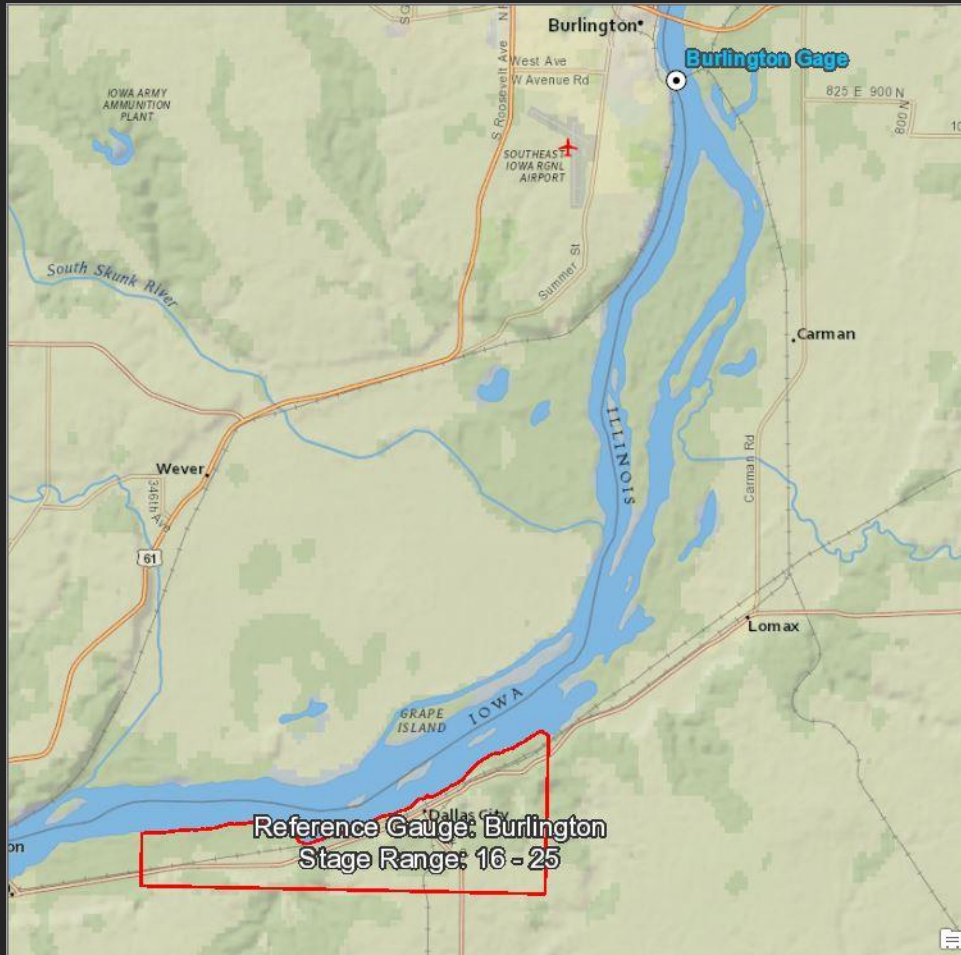 Burlington
Burlington Gage
West Ave
W Avenue Rd
S Roosevelt Ave
825 E 900 N
800 N
10
IOWA ARMY
AMMUNITION
PLANT
SOUTHEAST
IOWA RGNL
AIRPORT
South Skunk River
Summer St
Carman
ILLINOIS
Carman Rd
Wever
346th Ave
61
Lomax
GRAPE
ISLAND
IOWA
Dallas City
Reference Gauge: Burlington
Stage Range: 16 - 25
on